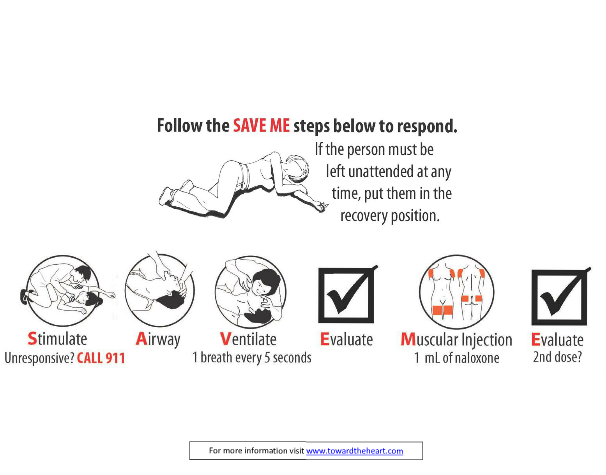 Follow the SAVE ME steps below to respond.
If the person must be
left unattended at any
time, put them in the
recovery position.
Stimulate
Unresponsive? CALL 911
Airway
Ventilate
1 breath every 5 seconds
Evaluate
Muscular Injection
1 mL of naloxone
Evaluate
2nd dose?
For more information visit www.towardtheheart.com